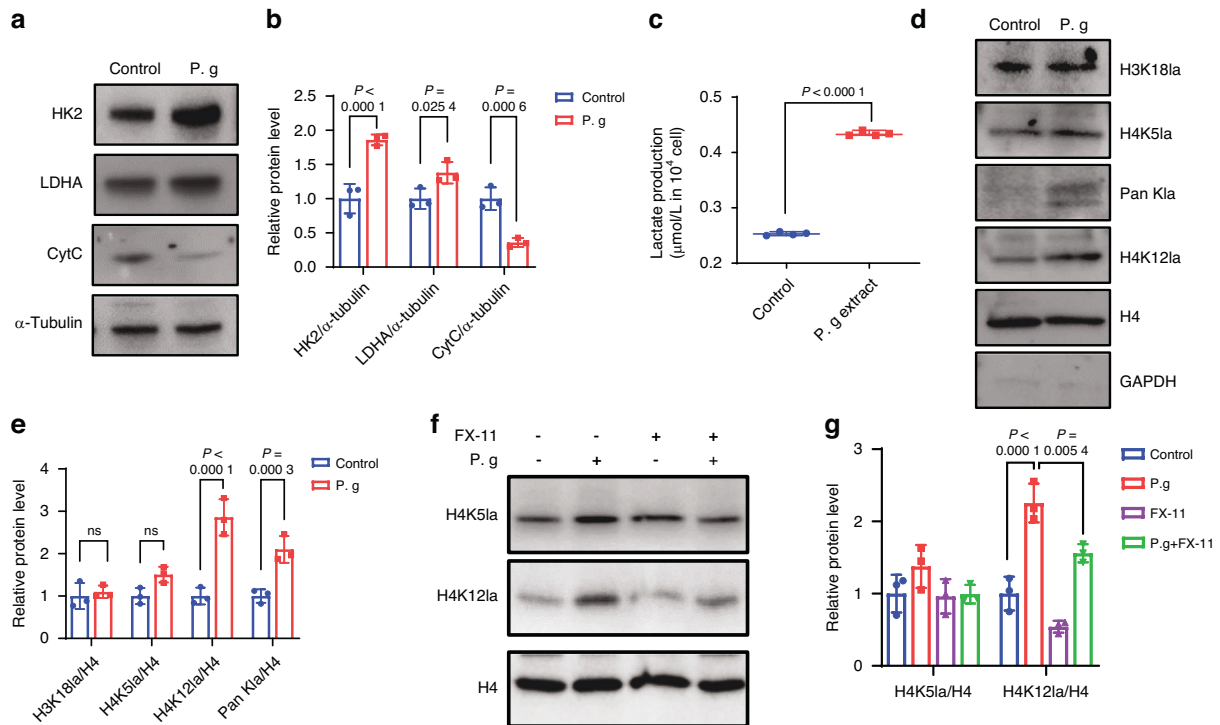 a
Control
P. g
HK2
LDHA
CytC
α-Tubulin
b
Relative protein level
2.5
2.0
1.5
1.0
0.5
0.0
P <
0.000 1
P =
0.025 4
P =
0.000 6
Control
P. g
HK2/α-tubulin
LDHA/α-tubulin
CytC/α-tubulin
c
Lactate production
(μmol/L in 10⁴ cell)
0.5
0.4
0.3
0.2
P < 0.000 1
Control
P. g extract
d
Control
P. g
H3K18la
H4K5la
Pan Kla
H4K12la
H4
GAPDH
e
Relative protein level
4
3
2
1
0
ns
ns
P <
0.000 1
P =
0.000 3
Control
P. g
H3K18la/H4
H4K5la/H4
H4K12la/H4
Pan Kla/H4
f
FX-11 - - + +
P. g - + - +
H4K5la
H4K12la
H4
g
Relative protein level
3
2
1
0
P <
0.000 1
P =
0.005 4
Control
P.g
FX-11
P.g+FX-11
H4K5la/H4
H4K12la/H4